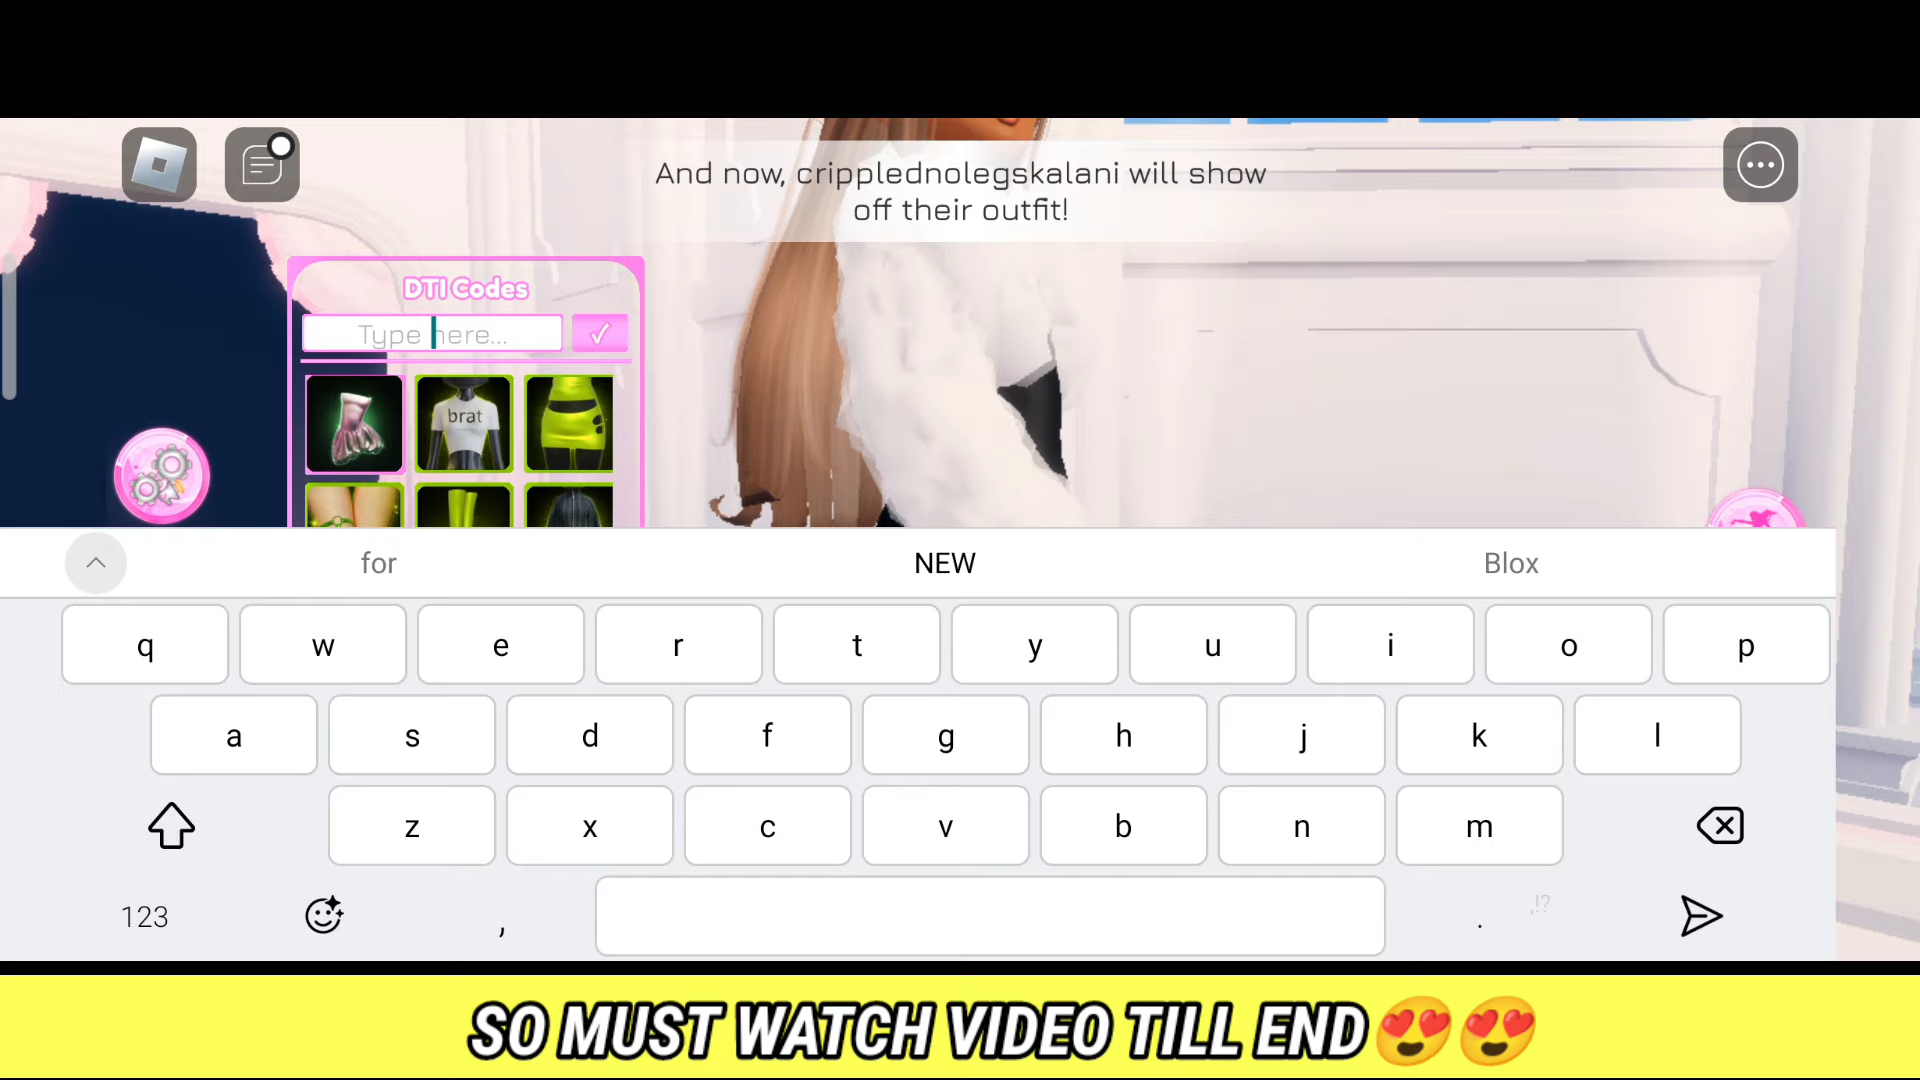 And now, cripplednolegskalani will show
off their outfit!
DTI Codes
Type here...
brat
for NEW Blox
q w e r t y u i o p
a s d f g h j k l
z x c v b n m
123 , . ,!?
SO MUST WATCH VIDEO TILL END😍😍